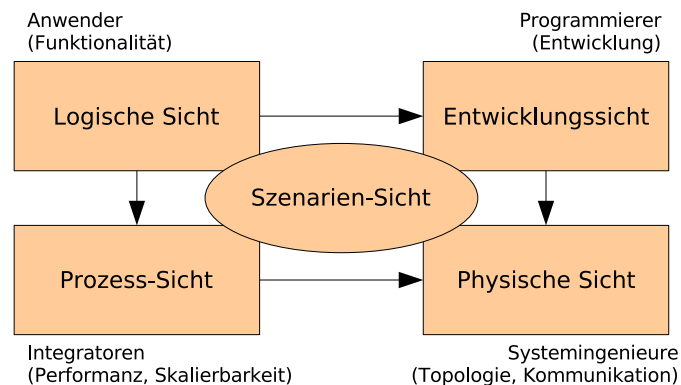 Anwender
(Funktionalität)
Programmierer
(Entwicklung)
Logische Sicht
Entwicklungssicht
Szenarien-Sicht
Prozess-Sicht
Physische Sicht
Integratoren
(Performanz, Skalierbarkeit)
Systemingenieure
(Topologie, Kommunikation)